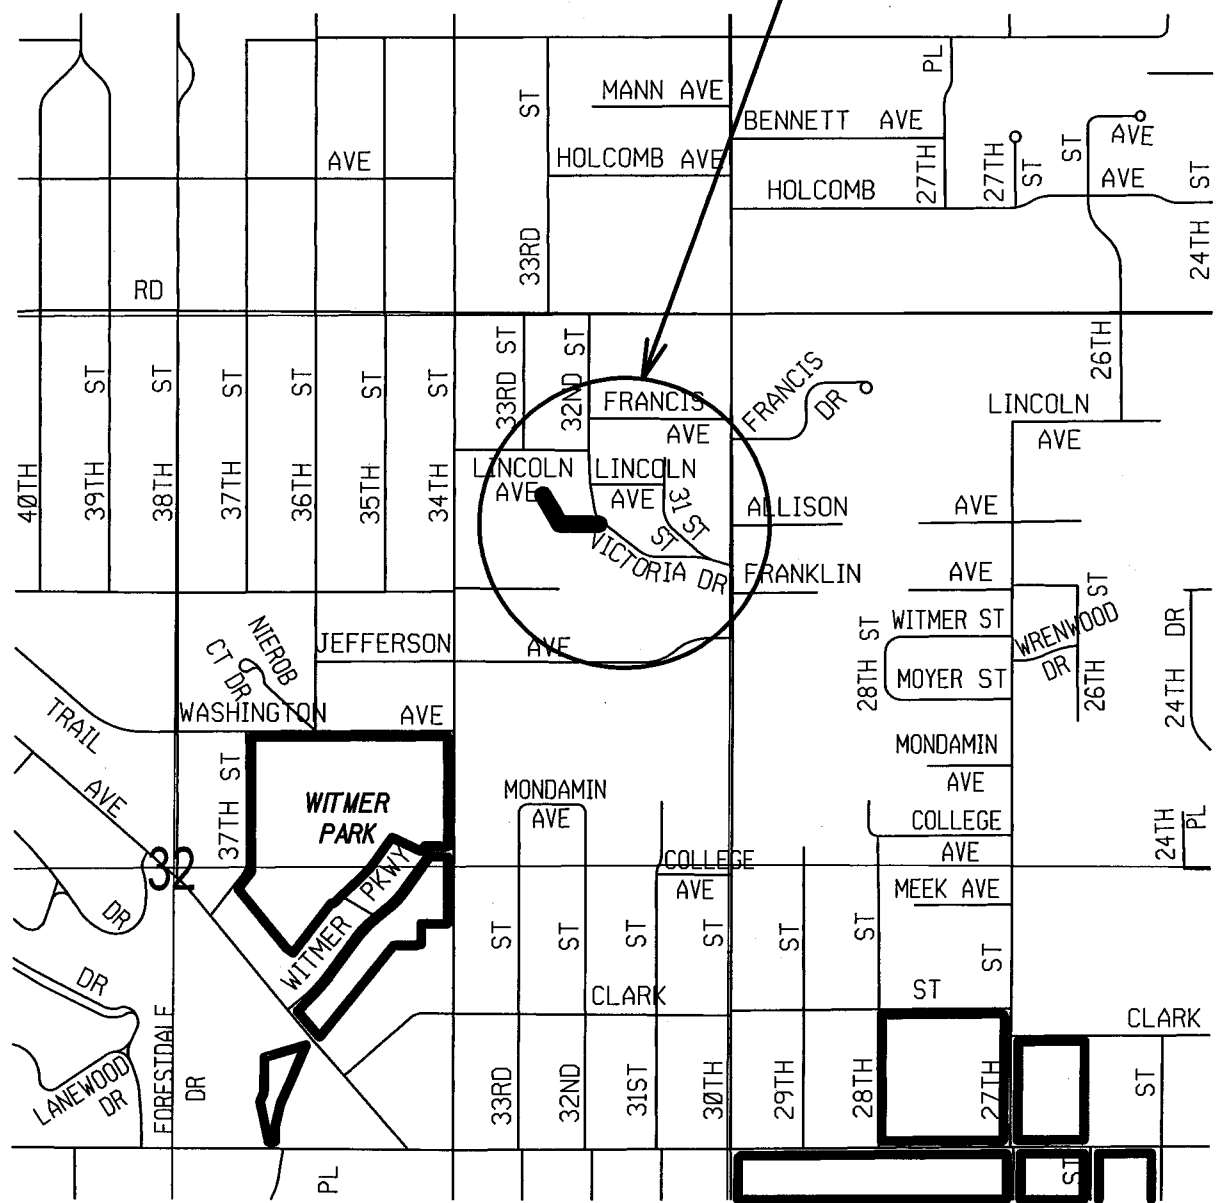 MANN AVE
PL
ST
BENNETT AVE
AVE
ST
AVE
HOLCOMB AVE
27TH
27TH
ST
AVE
ST
HOLCOMB
33RD
24TH
RD
33RD ST
32ND ST
26TH
ST
ST
ST
ST
ST
ST
FRANCIS
AVE
FRANCIS
DR
LINCOLN
AVE
40TH
39TH
38TH
37TH
36TH
35TH
34TH
LINCOLN
AVE
LINCOLN
AVE
31 ST
ST
ALLISON
AVE
VICTORIA DR
FRANKLIN
AVE
ST
JEFFERSON
AVE
NIEROB
CT DR
28TH ST
WITMER ST
MOYER ST
WRENWOOD
DR
26TH
24TH DR
TRAIL
WASHINGTON AVE
AVE
37TH ST
WITMER
PARK
MONDAMIN
AVE
MONDAMIN
AVE
COLLEGE
AVE
24TH
PL
32
COLLEGE
AVE
MEEK AVE
PKWY
WITMER
DR
ST
ST
ST
ST
ST
ST
ST
DR
CLARK
ST
CLARK
LANEWOOD
DR
FORESTDALE
DR
33RD
32ND
31ST
30TH
29TH
28TH
27TH
ST
PL
ST